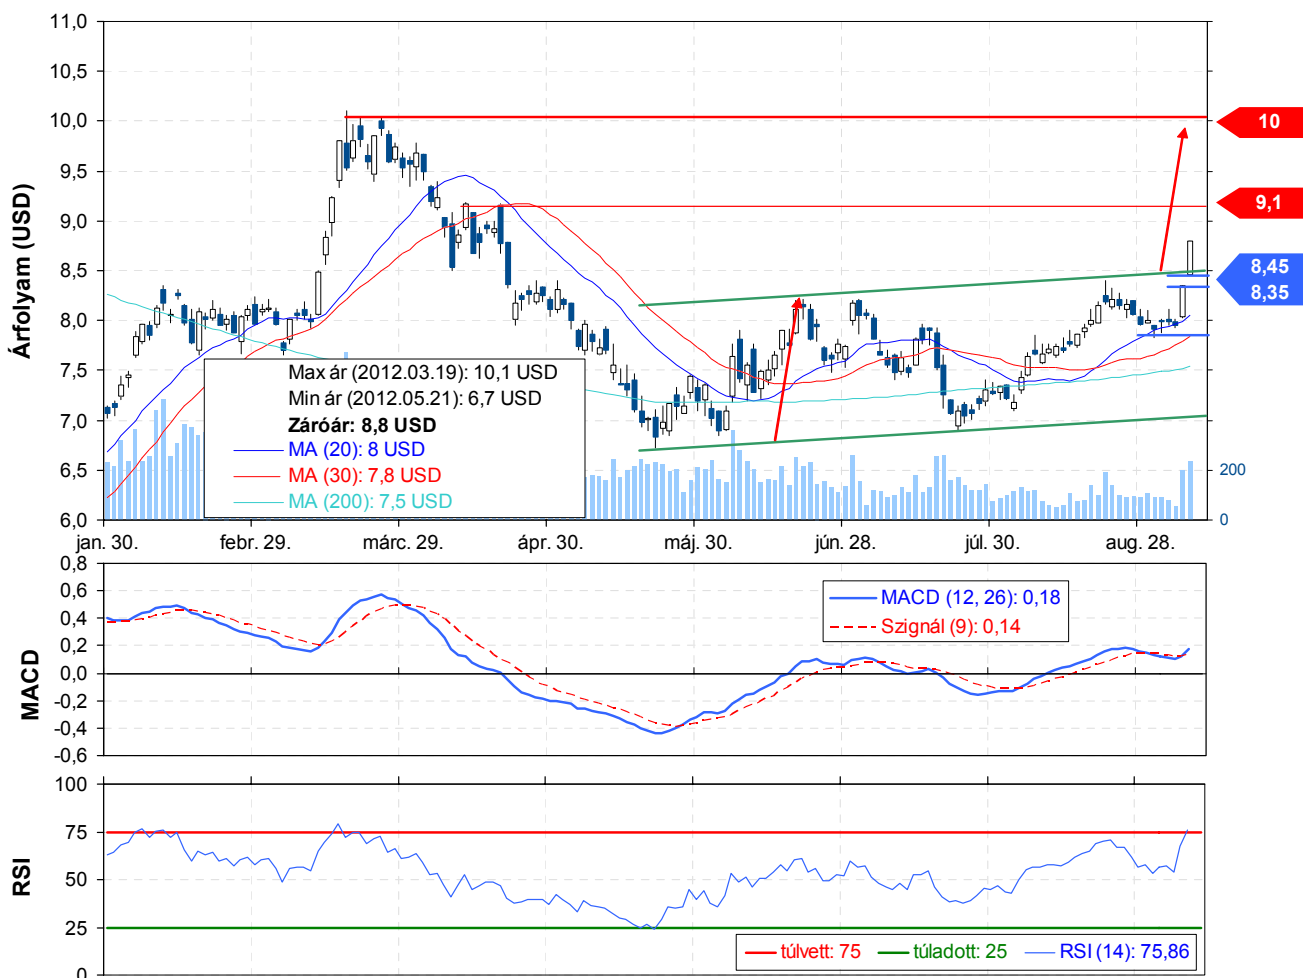 11,0
10,5
10,0
9,5
9,0
8,5
8,0
7,5
7,0
6,5
6,0
Árfolyam (USD)
10
9,1
8,45
8,35
200
0
Max ár (2012.03.19): 10,1 USD
Min ár (2012.05.21): 6,7 USD
Záróár: 8,8 USD
MA (20): 8 USD
MA (30): 7,8 USD
MA (200): 7,5 USD
jan. 30.
febr. 29.
márc. 29.
ápr. 30.
máj. 30.
jún. 28.
júl. 30.
aug. 28.
0,8
0,6
0,4
0,2
0,0
-0,2
-0,4
-0,6
MACD
MACD (12, 26): 0,18
Szignál (9): 0,14
100
75
50
25
0
RSI
túlvett: 75
túladott: 25
RSI (14): 75,86